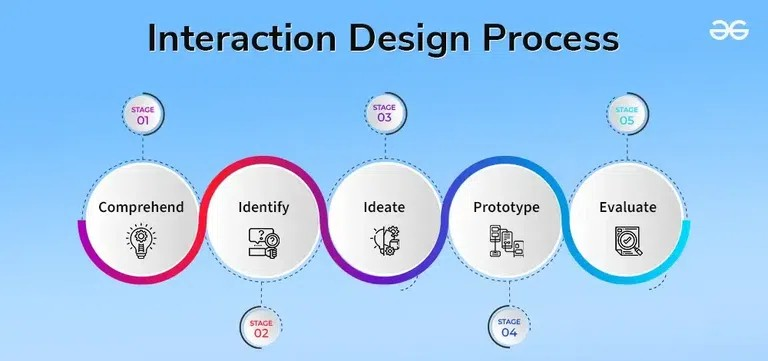 Interaction Design Process
STAGE
01
STAGE
03
STAGE
05
Comprehend
Identify
Ideate
Prototype
Evaluate
STAGE
02
STAGE
04